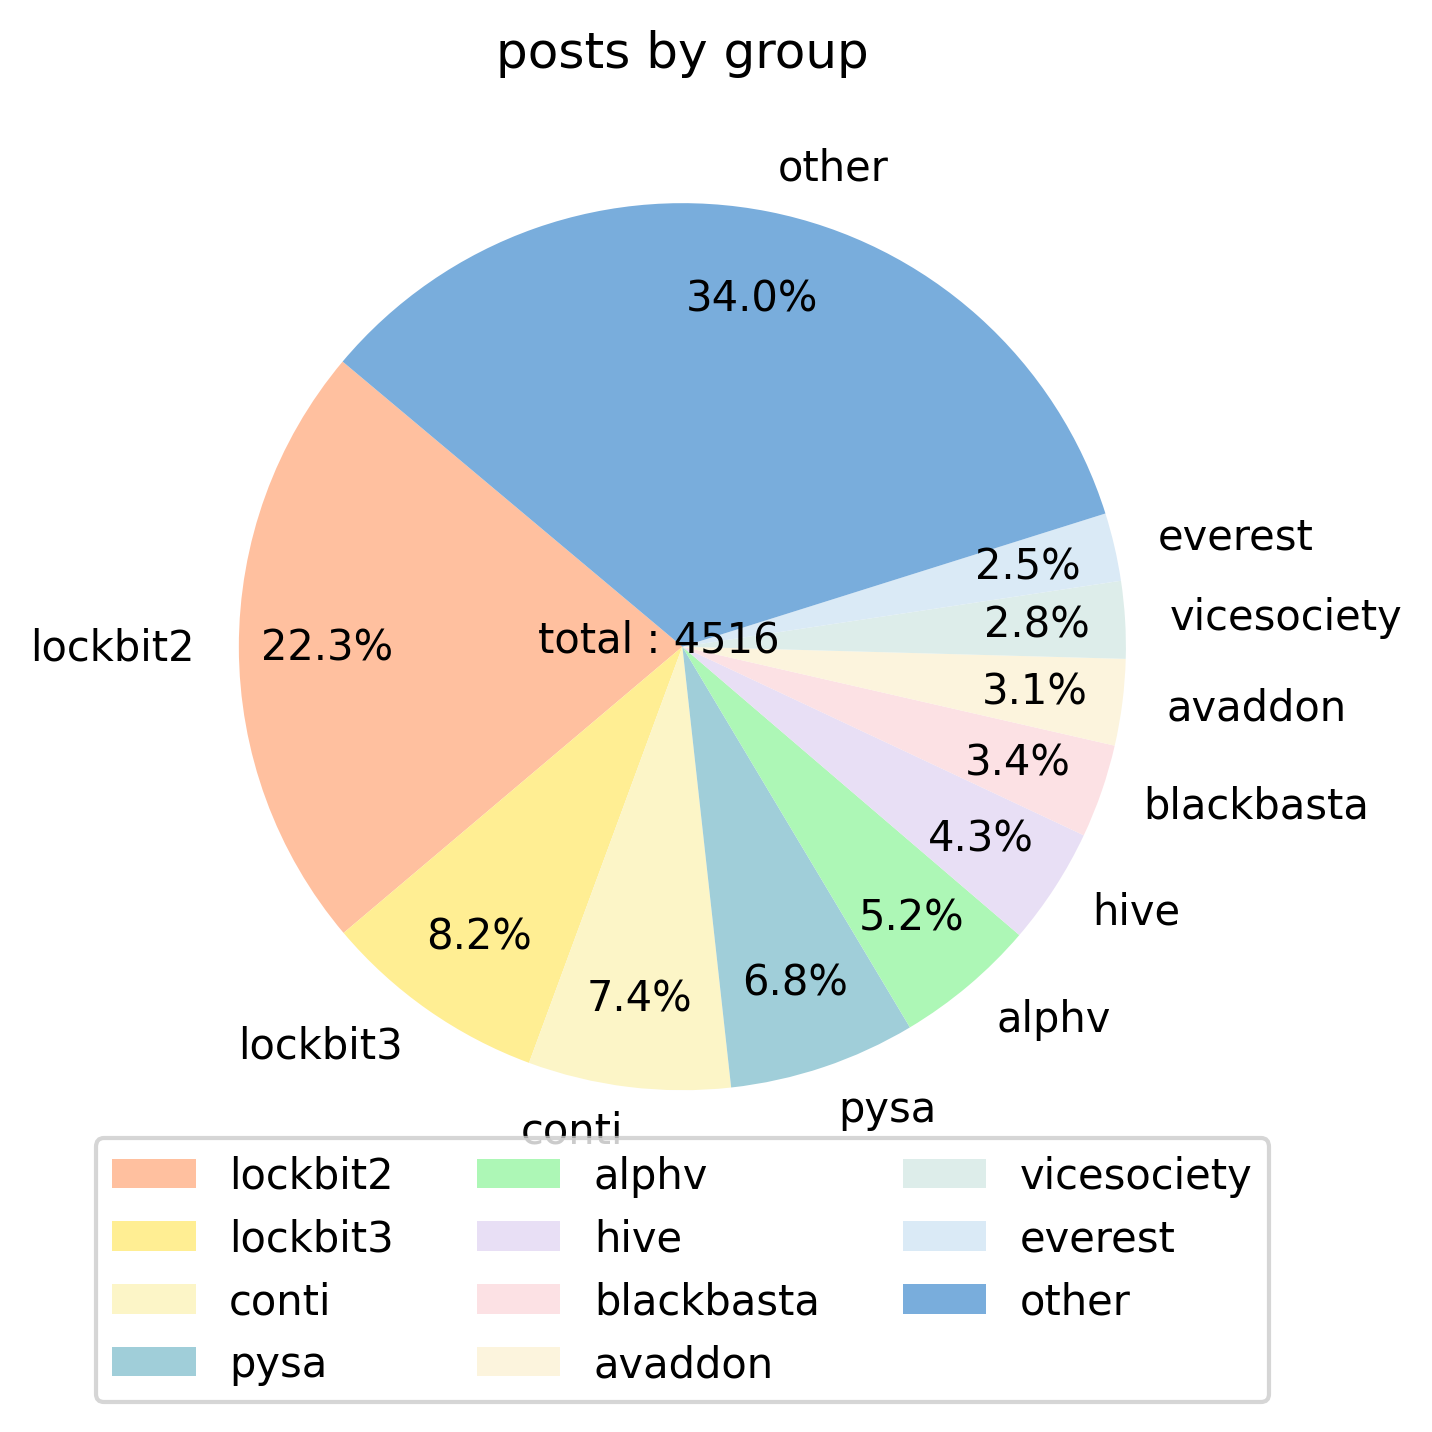 posts by group
other
34.0%
everest
2.5%
vicesociety
2.8%
lockbit2
22.3%
total : 4516
avaddon
3.1%
blackbasta
3.4%
hive
4.3%
alphv
5.2%
pysa
6.8%
conti
7.4%
lockbit3
8.2%
lockbit2
lockbit3
conti
pysa
alphv
hive
blackbasta
avaddon
vicesociety
everest
other